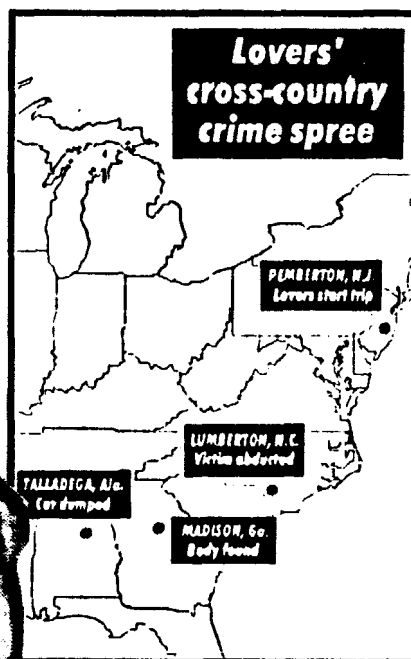 Lovers'
cross-country
crime spree
PEMBERTON, N.J.
Lovers start trip
LUMBERTON, N.C.
Victim abducted
TALLADEGA, Ala.
Car dumped
MADISON, Ga.
Body found